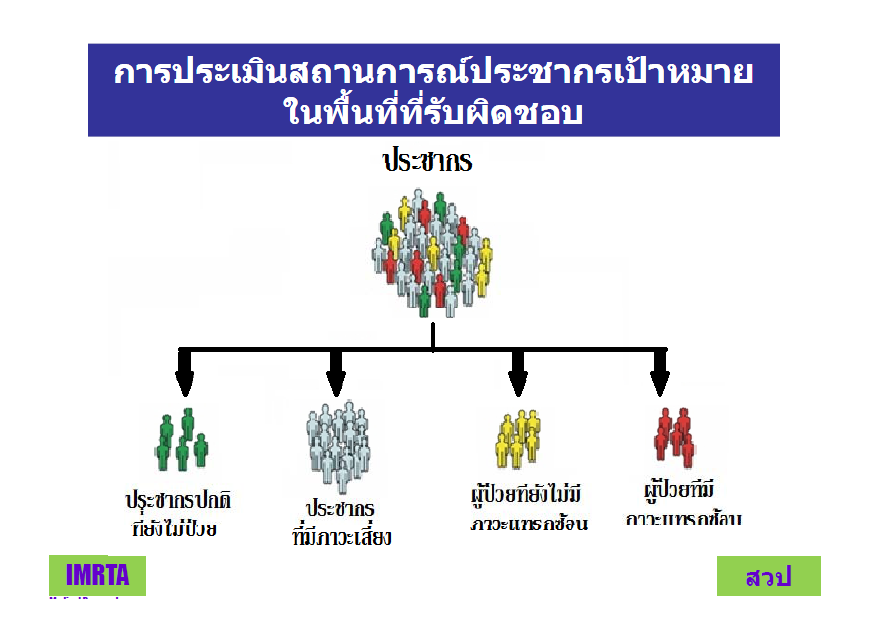 การประเมินสถานการณ์ประชากรเป้าหมาย
ในพื้นที่ที่รับผิดชอบ
ประชากร
ประชากรปกติ
ที่ยังไม่ป่วย
ประชากร
ที่มีภาวะเสี่ยง
ผู้ป่วยที่ยังไม่มี
ภาวะแทรกซ้อน
ผู้ป่วยที่มี
ภาวะแทรกซ้อน
IMRTA
สวป